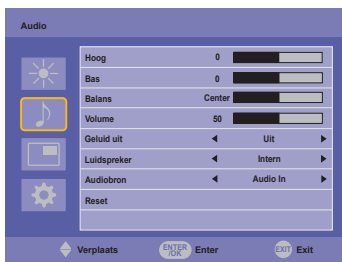 Audio
Hoog 0
Bas 0
Balans Center
Volume 50
Geluid uit Uit
Luidspreker Intern
Audiobron Audio In
Reset
Verplaats ENTER /OK Enter EXIT Exit